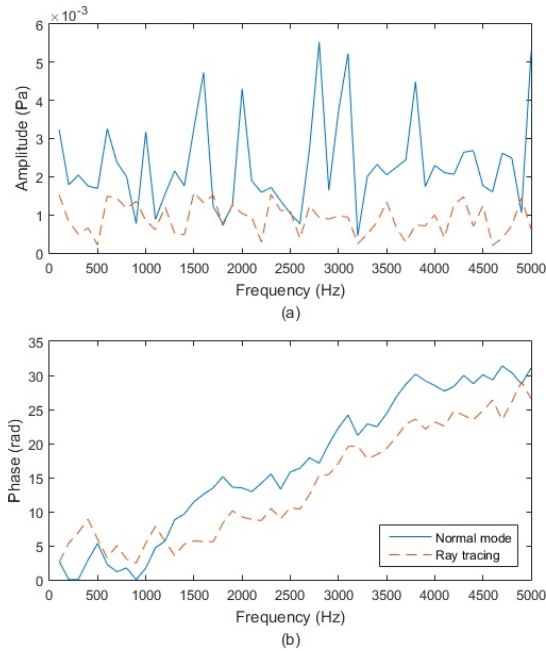 ×10⁻³
6
5
4
3
2
1
0
Amplitude (Pa)
0 500 1000 1500 2000 2500 3000 3500 4000 4500 5000
Frequency (Hz)
(a)
35
30
25
20
15
10
5
0
Phase (rad)
Normal mode
Ray tracing
0 500 1000 1500 2000 2500 3000 3500 4000 4500 5000
Frequency (Hz)
(b)